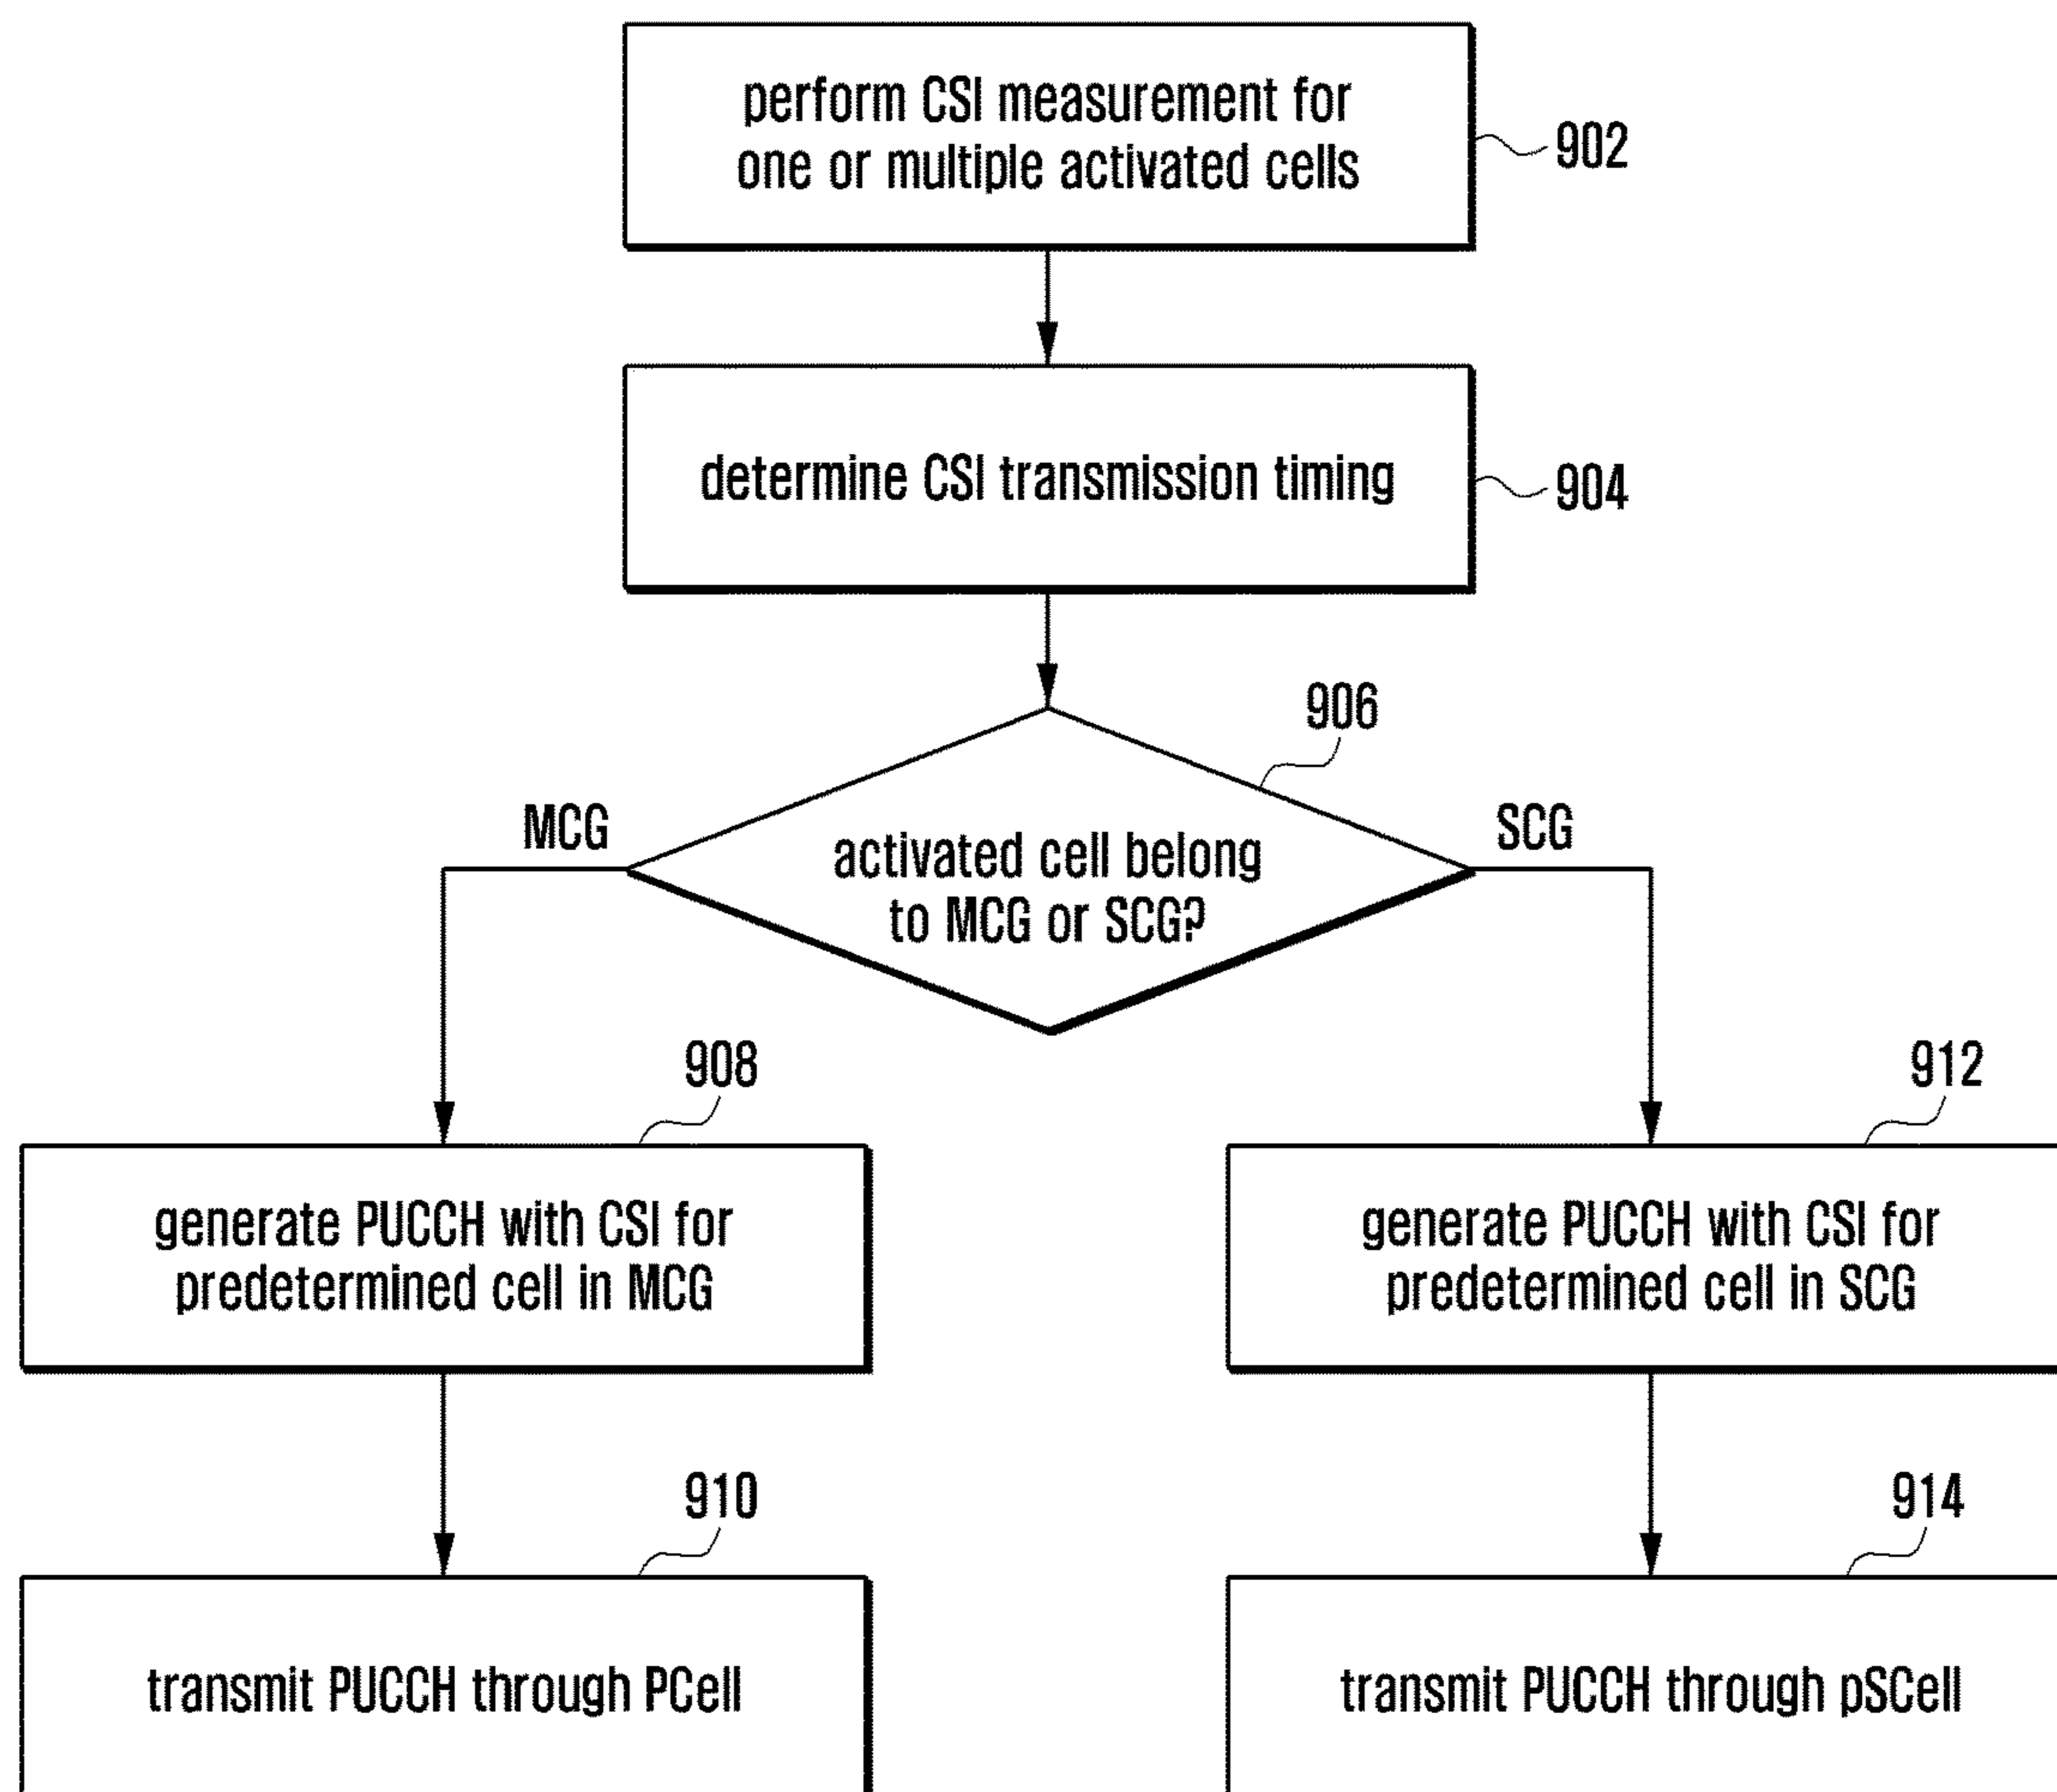 perform CSI measurement for
one or multiple activated cells
902
determine CSI transmission timing
904
906
MCG
SCG
activated cell belong
to MCG or SCG?
908
912
generate PUCCH with CSI for
predetermined cell in MCG
generate PUCCH with CSI for
predetermined cell in SCG
910
914
transmit PUCCH through PCell
transmit PUCCH through pSCell